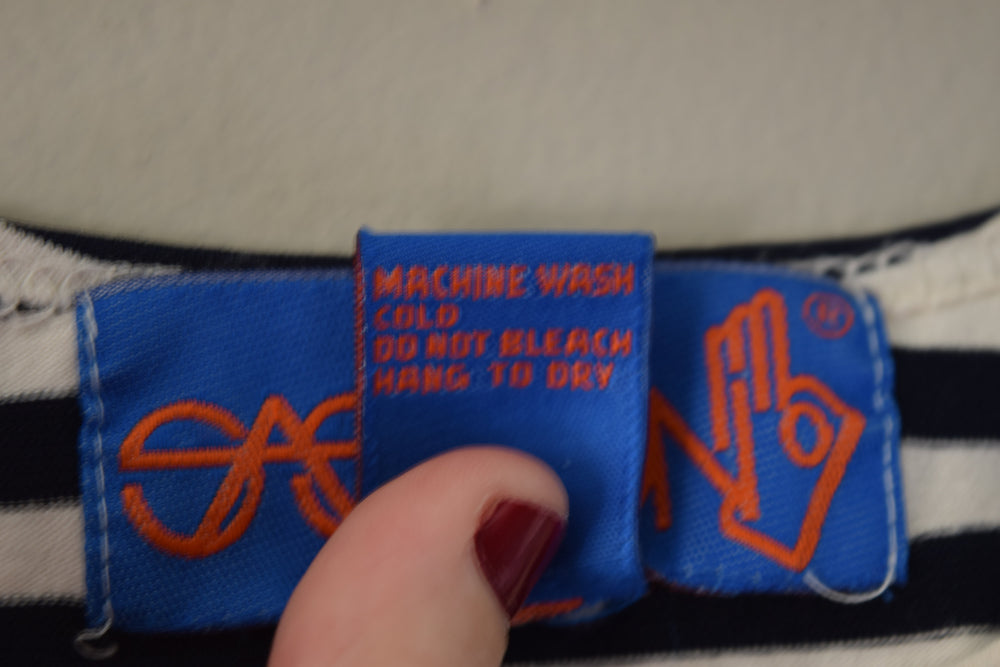 MACHINE WASH
COLD
DO NOT BLEACH
HANG TO DRY